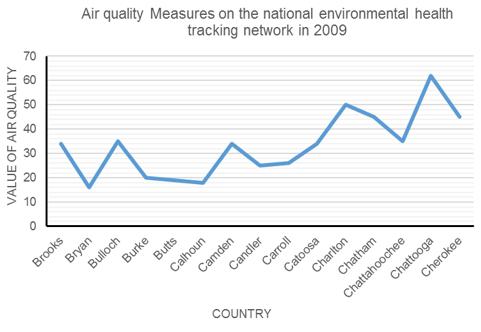 Air quality Measures on the national environmental health
tracking network in 2009
VALUE OF AIR QUALITY
70
60
50
40
30
20
10
0
Brooks
Bryan
Bulloch
Burke
Butts
Calhoun
Camden
Candler
Carroll
Catoosa
Charlton
Chatham
Chattahoochee
Chattooga
Cherokee
COUNTRY